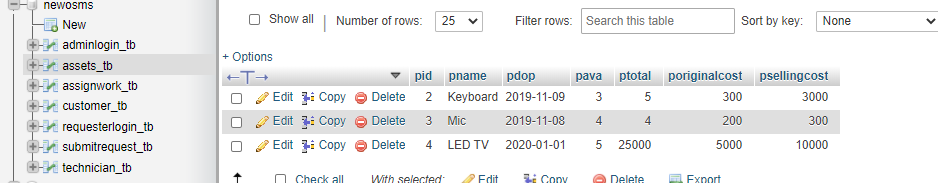 newosms
New
adminlogin_tb
assets_tb
assignwork_tb
customer_tb
requesterlogin_tb
submitrequest_tb
technician_tb
Show all | Number of rows: 25 Filter rows: Search this table Sort by key: None
+ Options
←T→ ▼ pid pname pdop pava ptotal poriginalcost psellingcost
Edit Copy Delete 2 Keyboard 2019-11-09 3 5 300 3000
Edit Copy Delete 3 Mic 2019-11-08 4 4 200 300
Edit Copy Delete 4 LED TV 2020-01-01 5 25000 5000 10000
Check all With selected: Edit Copy Delete Export